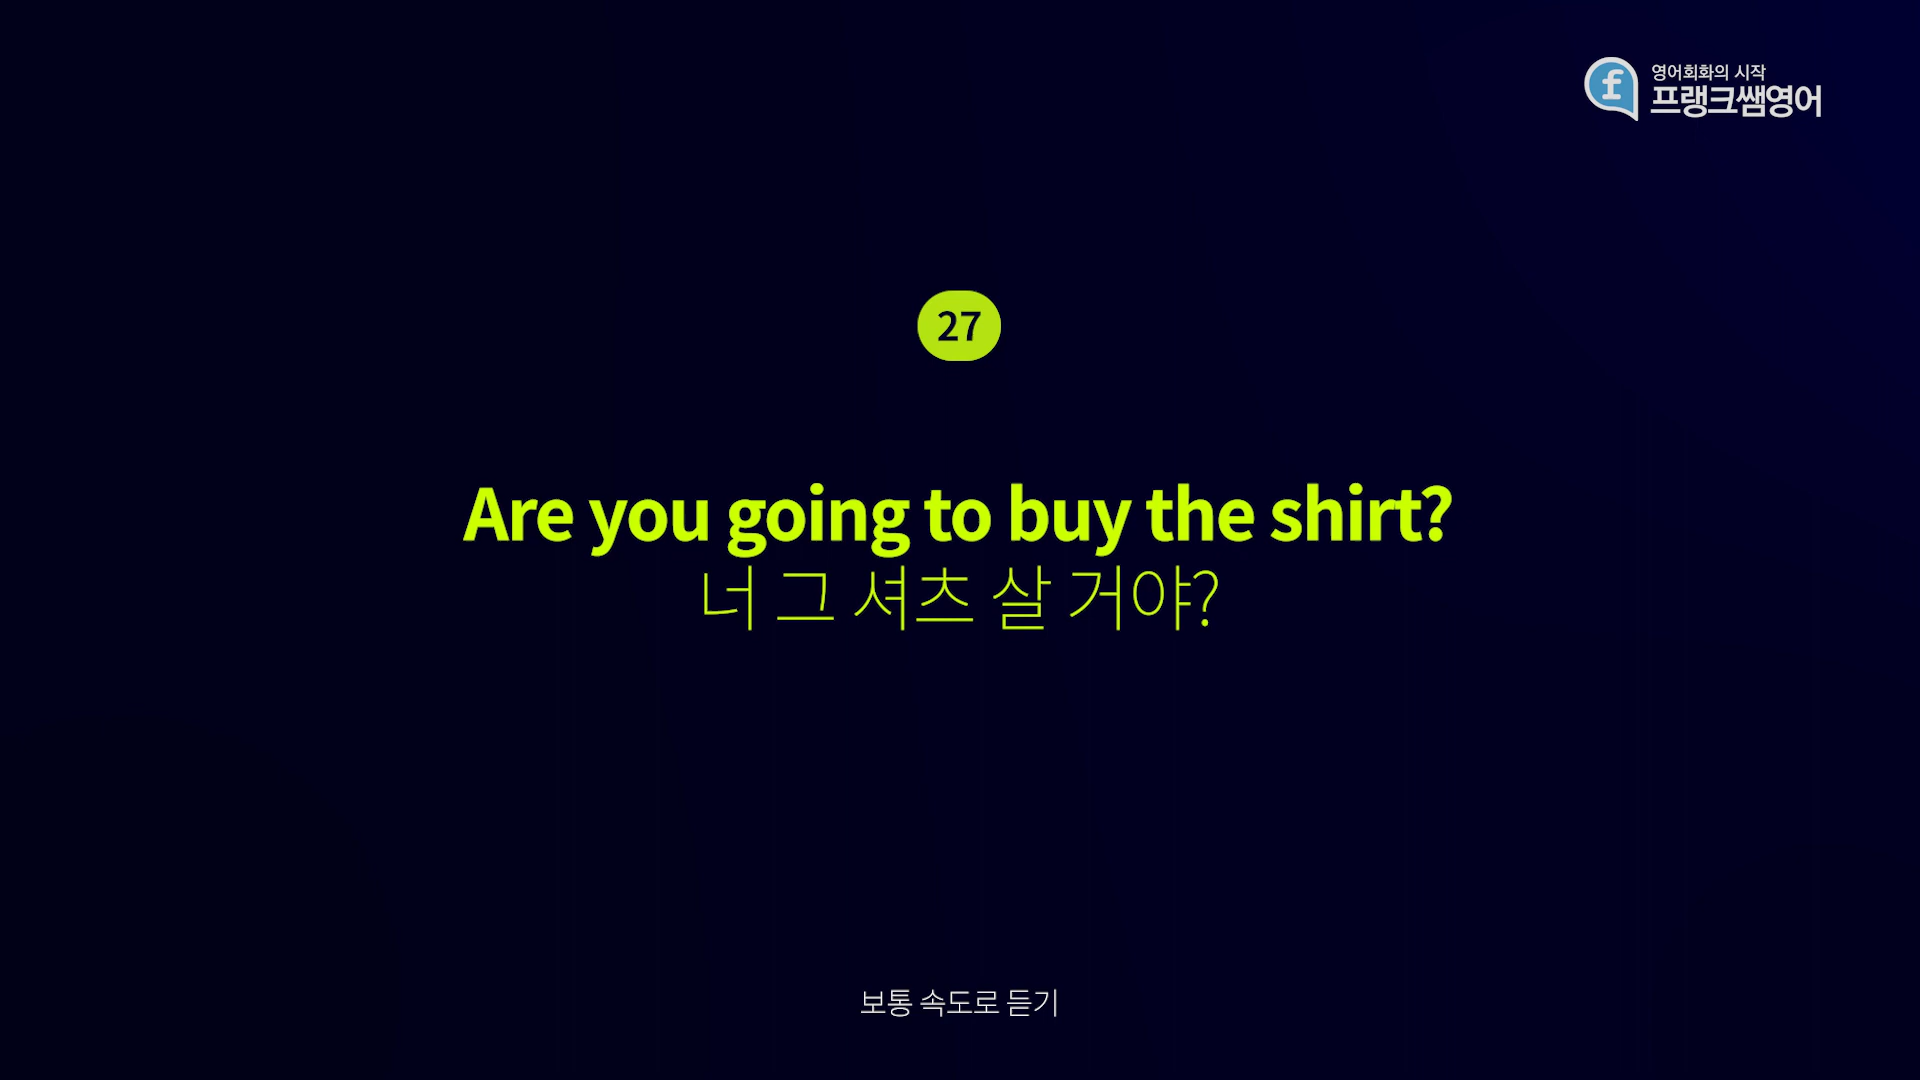 영어회화의 시작
프랭크쌤영어
27
Are you going to buy the shirt?
너 그 셔츠 살 거야?
보통 속도로 듣기